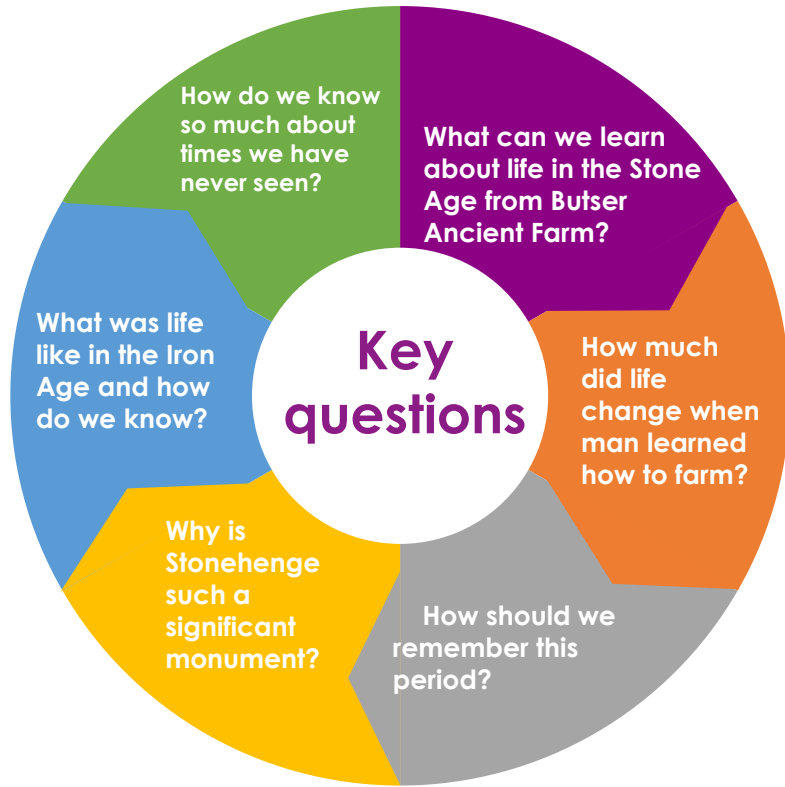 How do we know
so much about
times we have
never seen?
What can we learn
about life in the Stone
Age from Butser
Ancient Farm?
What was life
like in the Iron
Age and how
do we know?
Key
questions
How much
did life
change when
man learned
how to farm?
Why is
Stonehenge
such a
significant
monument?
How should we
remember this
period?